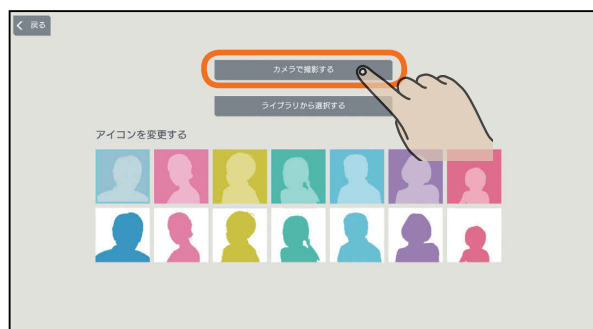 戻る
カメラで撮影する
ライブラリから選択する
アイコンを変更する